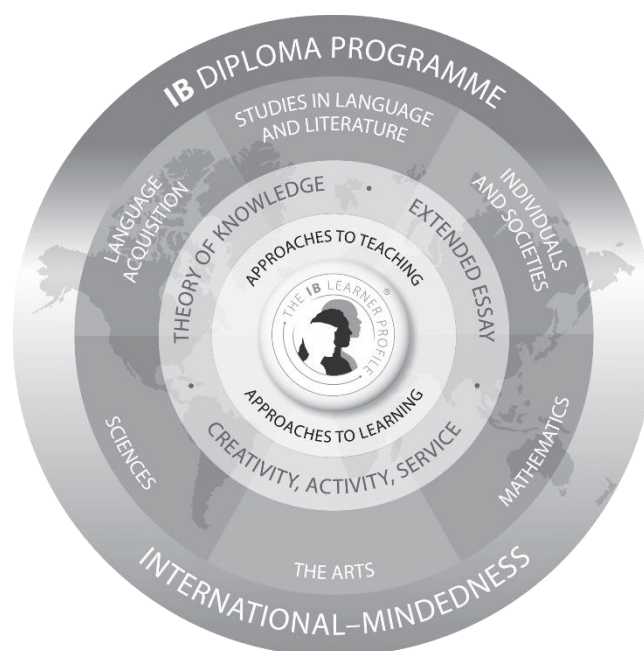 IB DIPLOMA PROGRAMME
STUDIES IN LANGUAGE
AND LITERATURE
LANGUAGE
ACQUISITION
INDIVIDUALS
AND SOCIETIES
THEORY OF KNOWLEDGE
•
EXTENDED ESSAY
•
APPROACHES TO TEACHING
THE IB LEARNER PROFILE
®
APPROACHES TO LEARNING
•
CREATIVITY, ACTIVITY, SERVICE
SCIENCES
MATHEMATICS
THE ARTS
INTERNATIONAL–MINDEDNESS